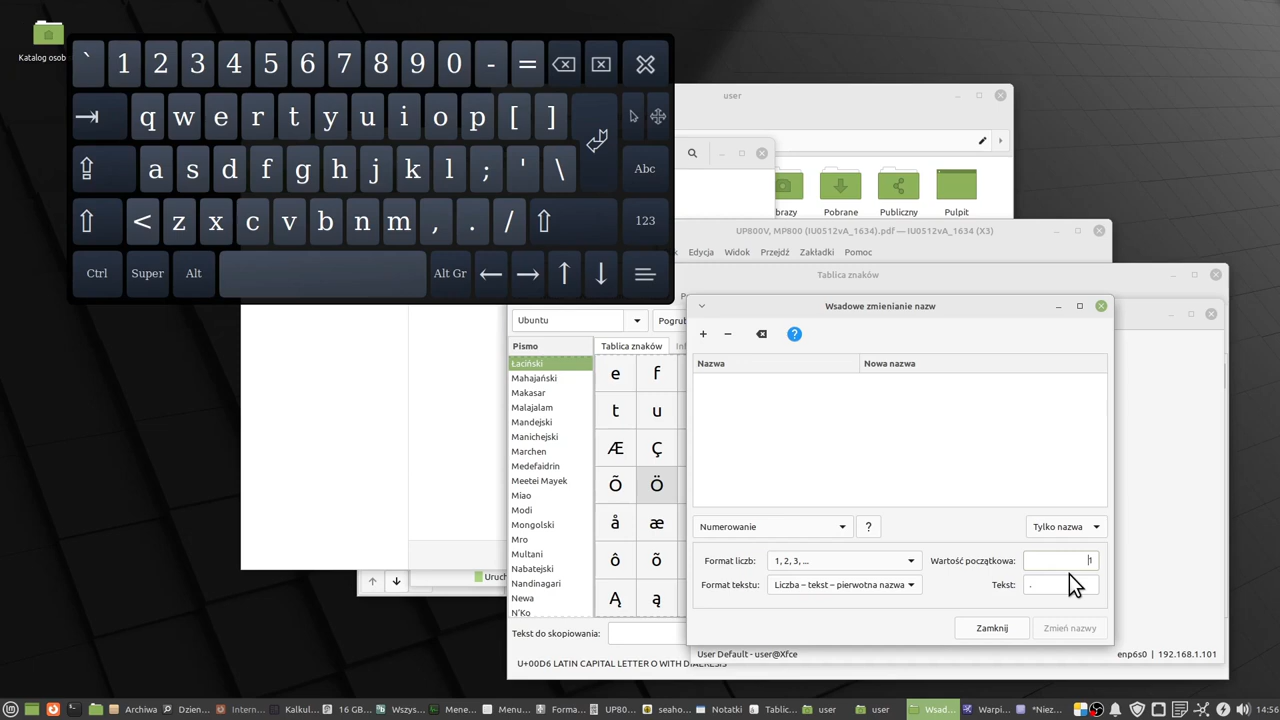 Katalog osob
` 1 2 3 4 5 6 7 8 9 0 - =
q w e r t y u i o p [ ]
a s d f g h j k l ; ' \ Abc
< z x c v b n m , . / 123
Ctrl Super Alt Alt Gr
user
brazy Pobrane Publiczny Pulpit
UP800V, MP800 (IU0512vA_1634).pdf — IU0512vA_1634 (X3)
k Edycja Widok Przejdź Zakładki Pomoc
Tablica znaków
Ubuntu Pogrub
Pismo Tablica znaków Inf
Łaciński
Mahajański
Makasar
Malajalam
Mandejski
Manichejski
Marchen
Medefaidrin
Meetei Mayek
Miao
Modi
Mongolski
Mro
Multani
Nabatejski
Nandinagari
Newa
N'Ko
e f
t u
Æ Ç
Õ Ö
å æ
ô õ
Ą ą
Uruch
Tekst do skopiowania:
U+00D6 LATIN CAPITAL LETTER O WITH DIAERESIS
Wsadowe zmienianie nazw
+ − ?
Nazwa Nowa nazwa
Numerowanie ? Tylko nazwa
Format liczb: 1, 2, 3, ... Wartość początkowa: 1
Format tekstu: Liczba – tekst – pierwotna nazwa Tekst: .
Zamknij Zmień nazwy
User Default - user@Xfce enp6s0 | 192.168.1.101
Archiwa Dzien... Intern... Kalkul... 16 GB... Wszys... Mene... Menu... Forma... UP80... seaho... Notatki Tablic... user user Wsad... Warpi... *Niez... 14:56